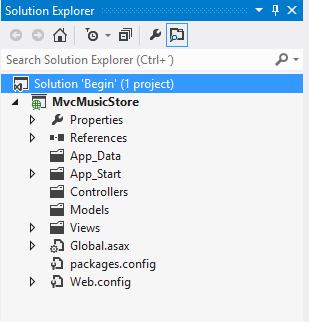 Solution Explorer
Search Solution Explorer (Ctrl+´)
Solution 'Begin' (1 project)
MvcMusicStore
Properties
References
App_Data
App_Start
Controllers
Models
Views
Global.asax
packages.config
Web.config